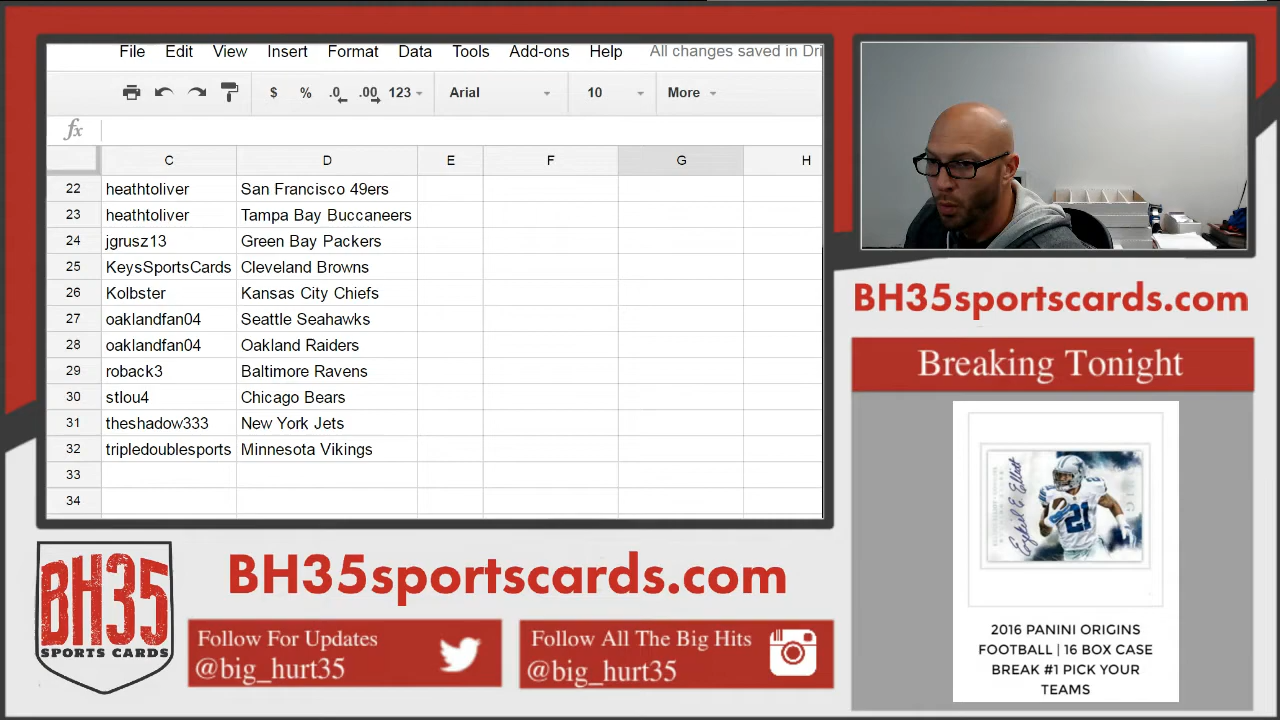 File Edit View Insert Format Data Tools Add-ons Help All changes saved in Dri
$ % .0 .00 123 Arial 10 More
fx
C D E F G H
22 heathtoliver San Francisco 49ers
23 heathtoliver Tampa Bay Buccaneers
24 jgrusz13 Green Bay Packers
25 KeysSportsCards Cleveland Browns
26 Kolbster Kansas City Chiefs
27 oaklandfan04 Seattle Seahawks
28 oaklandfan04 Oakland Raiders
29 roback3 Baltimore Ravens
30 stlou4 Chicago Bears
31 theshadow333 New York Jets
32 tripledoublesports Minnesota Vikings
33
34
BH35sportscards.com
Breaking Tonight
21
2016 PANINI ORIGINS
FOOTBALL | 16 BOX CASE
BREAK #1 PICK YOUR
TEAMS
BH35
SPORTS CARDS
BH35sportscards.com
Follow For Updates
@big_hurt35
Follow All The Big Hits
@big_hurt35